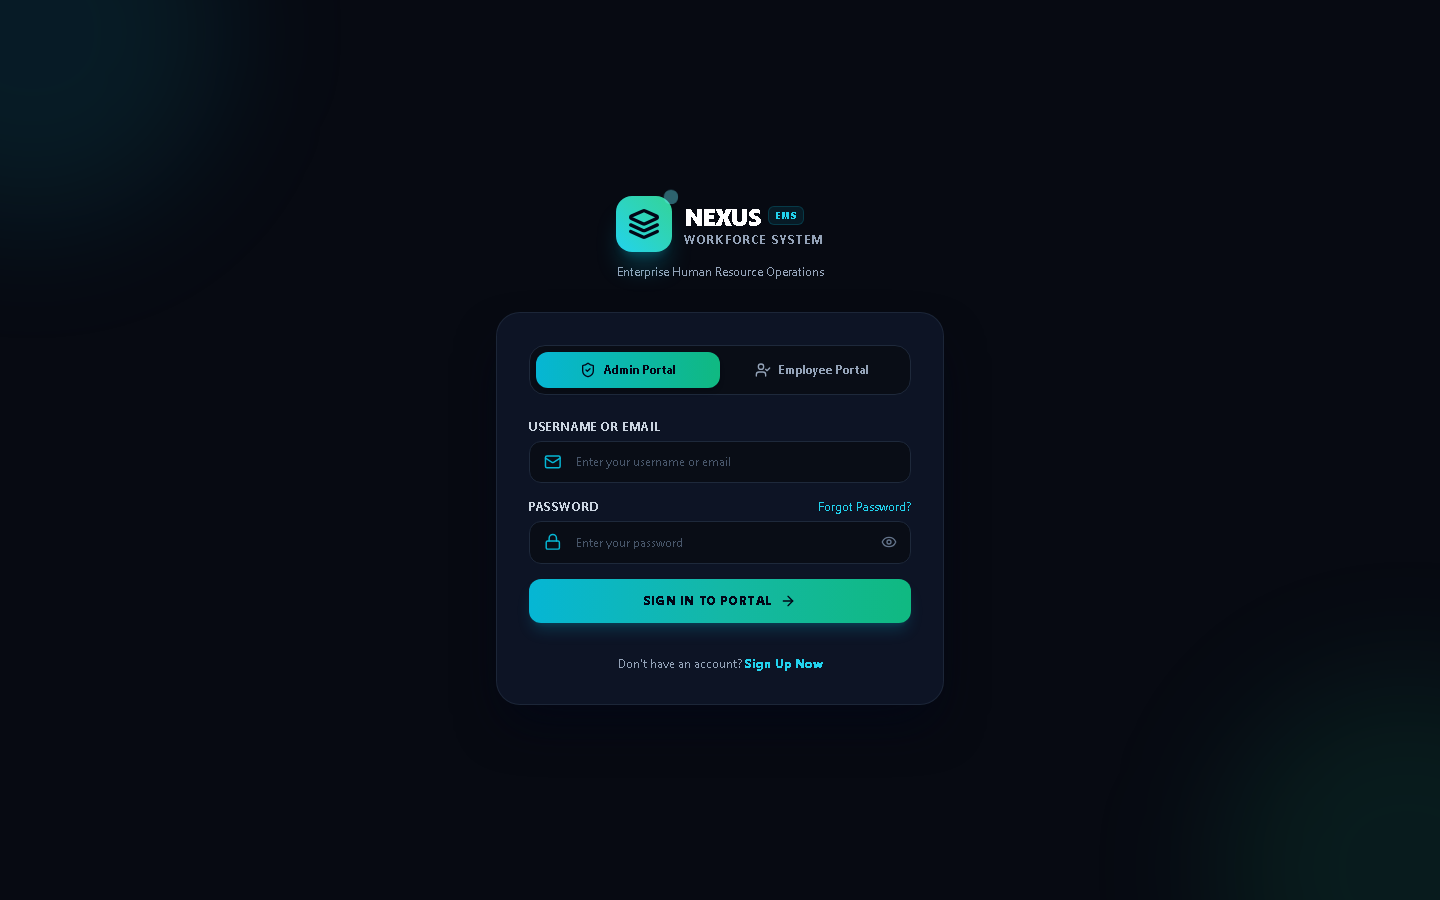 NEXUS EMS
WORKFORCE SYSTEM
Enterprise Human Resource Operations
Admin Portal
Employee Portal
USERNAME OR EMAIL
Enter your username or email
PASSWORD
Forgot Password?
Enter your password
SIGN IN TO PORTAL
Don't have an account? Sign Up Now